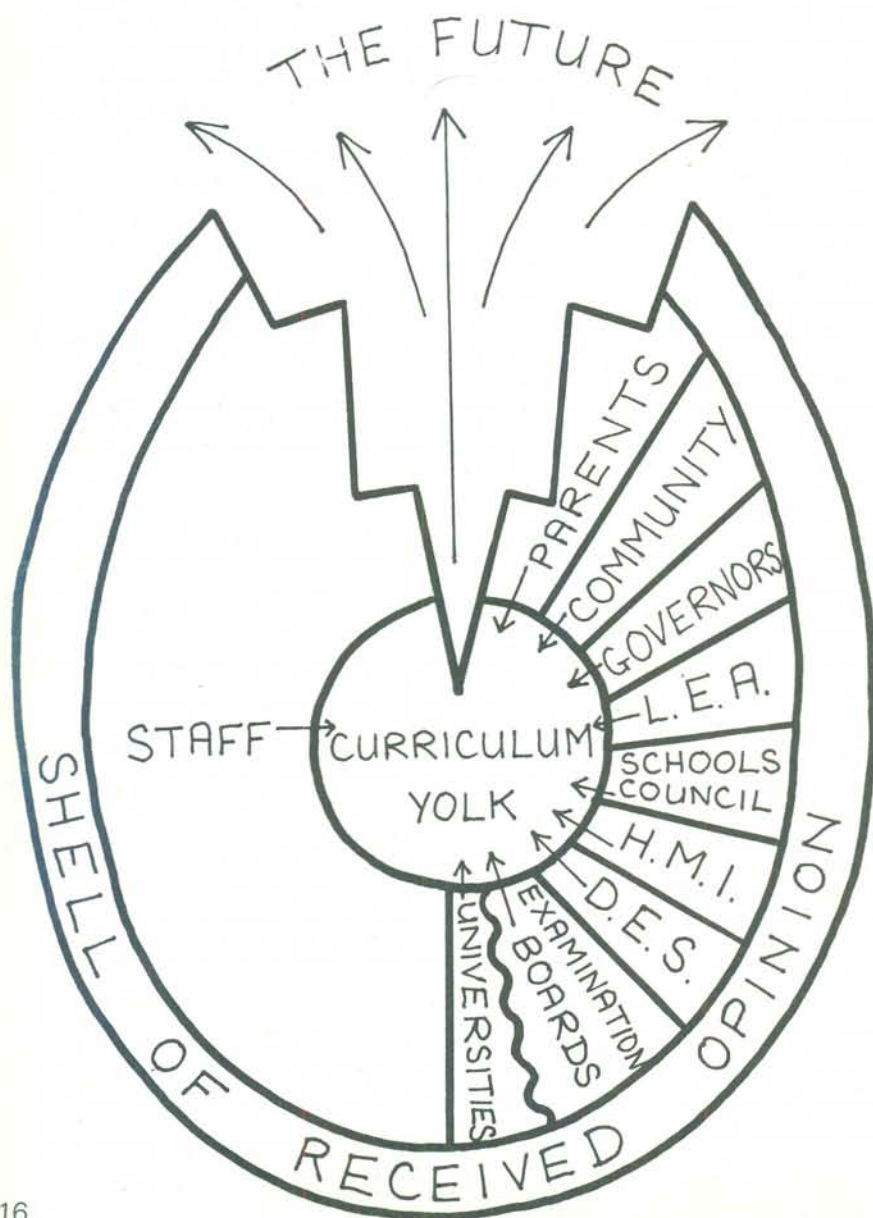 THE FUTURE
PARENTS
COMMUNITY
GOVERNORS
L. E. A.
SCHOOLS
COUNCIL
H. M. I.
D. E. S.
EXAMINATION
BOARDS
UNIVERSITIES
STAFF
CURRICULUM
YOLK
SHELL OF RECEIVED OPINION
16